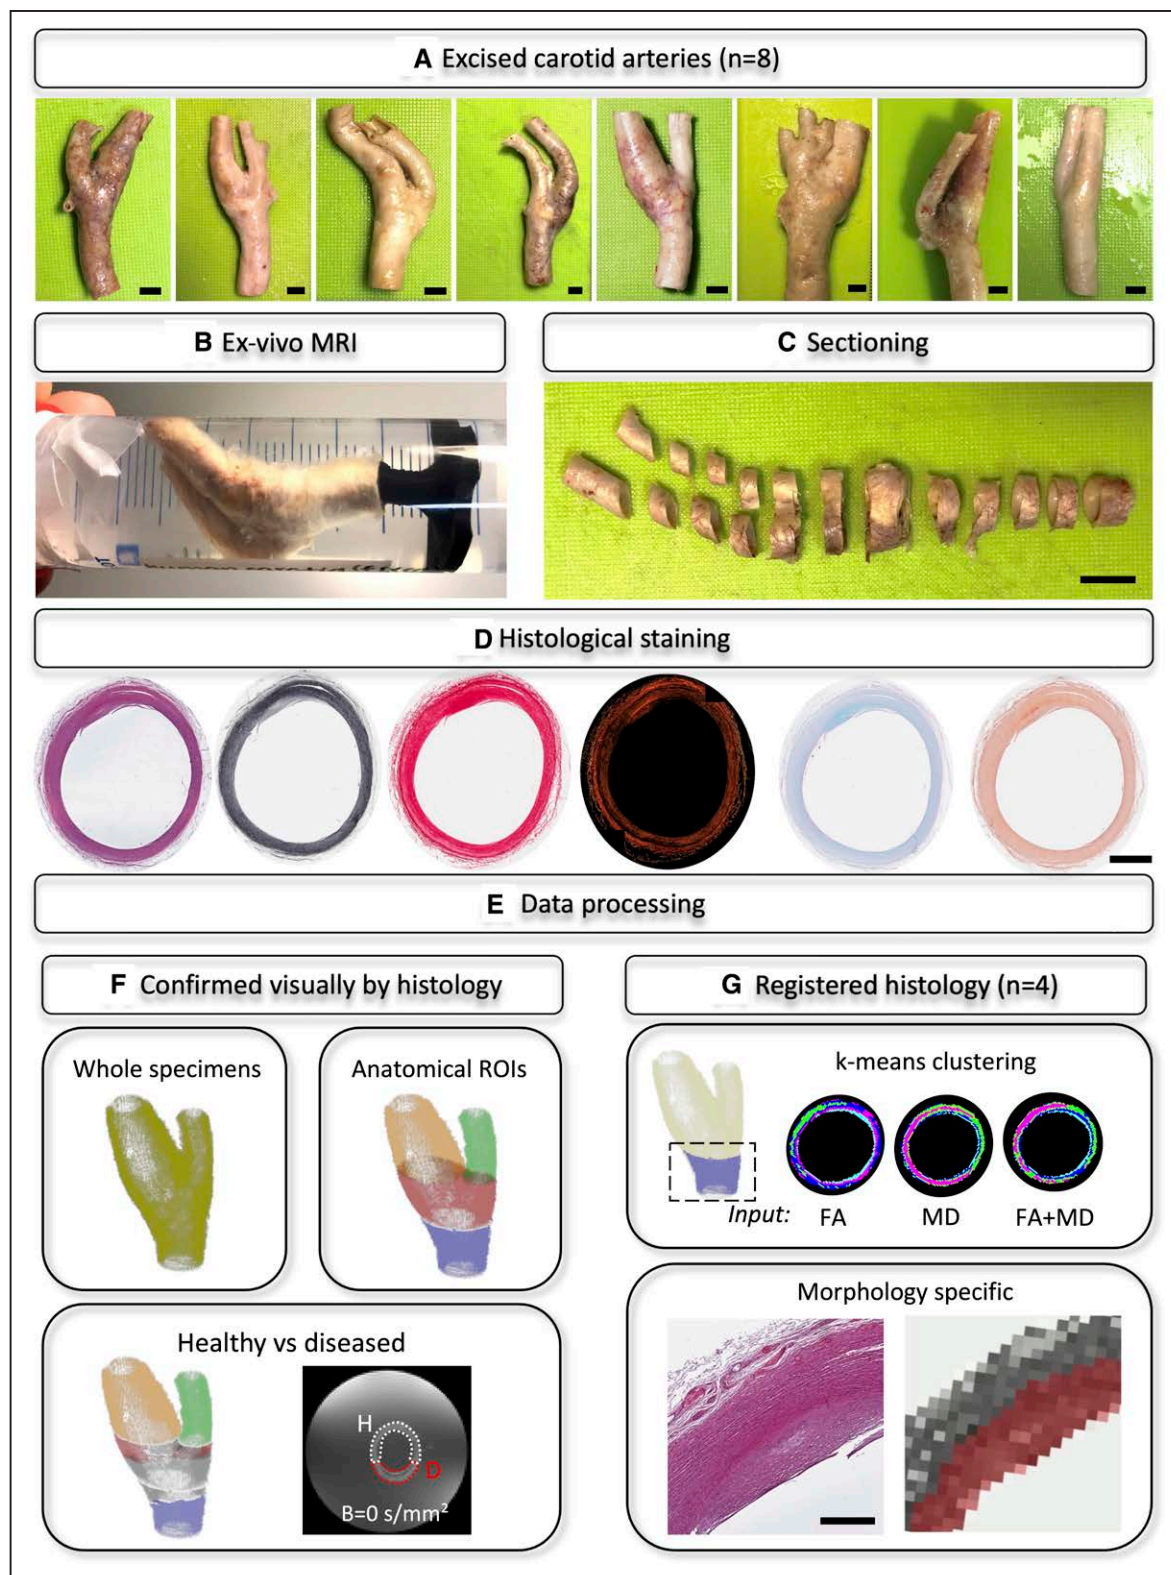 A Excised carotid arteries (n=8)
B Ex-vivo MRI
C Sectioning
D Histological staining
E Data processing
F Confirmed visually by histology
G Registered histology (n=4)
Whole specimens
Anatomical ROIs
k-means clustering
Input: FA MD FA+MD
Healthy vs diseased
H
D
B=0 s/mm²
Morphology specific